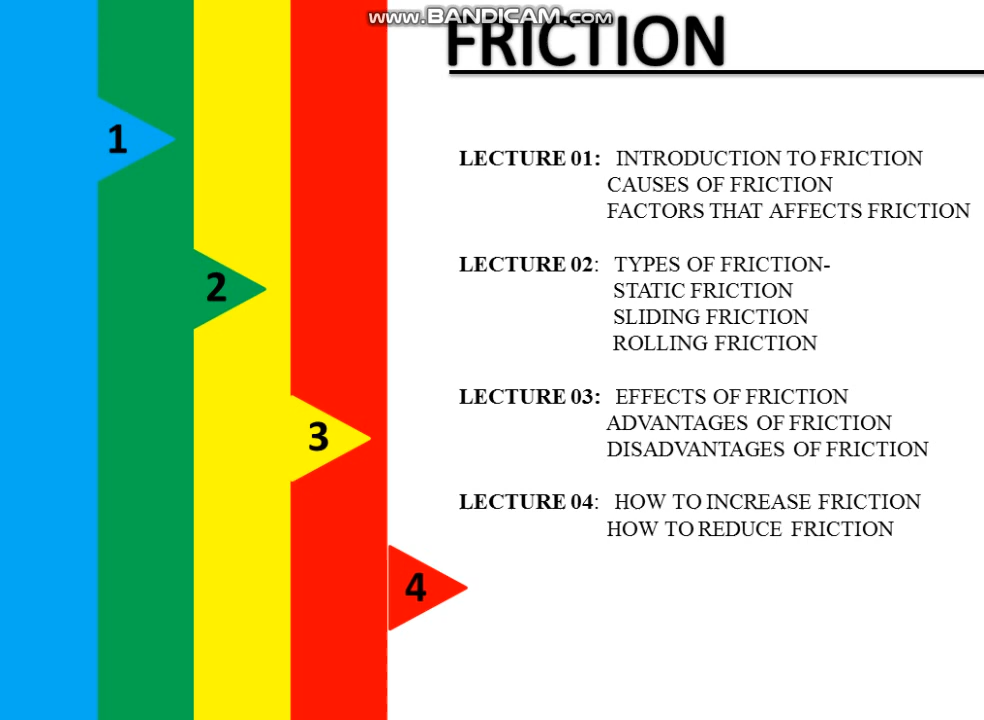 www.BANDICAM.com
FRICTION
1
LECTURE 01: INTRODUCTION TO FRICTION
CAUSES OF FRICTION
FACTORS THAT AFFECTS FRICTION
2
LECTURE 02: TYPES OF FRICTION-
STATIC FRICTION
SLIDING FRICTION
ROLLING FRICTION
3
LECTURE 03: EFFECTS OF FRICTION
ADVANTAGES OF FRICTION
DISADVANTAGES OF FRICTION
LECTURE 04: HOW TO INCREASE FRICTION
HOW TO REDUCE FRICTION
4